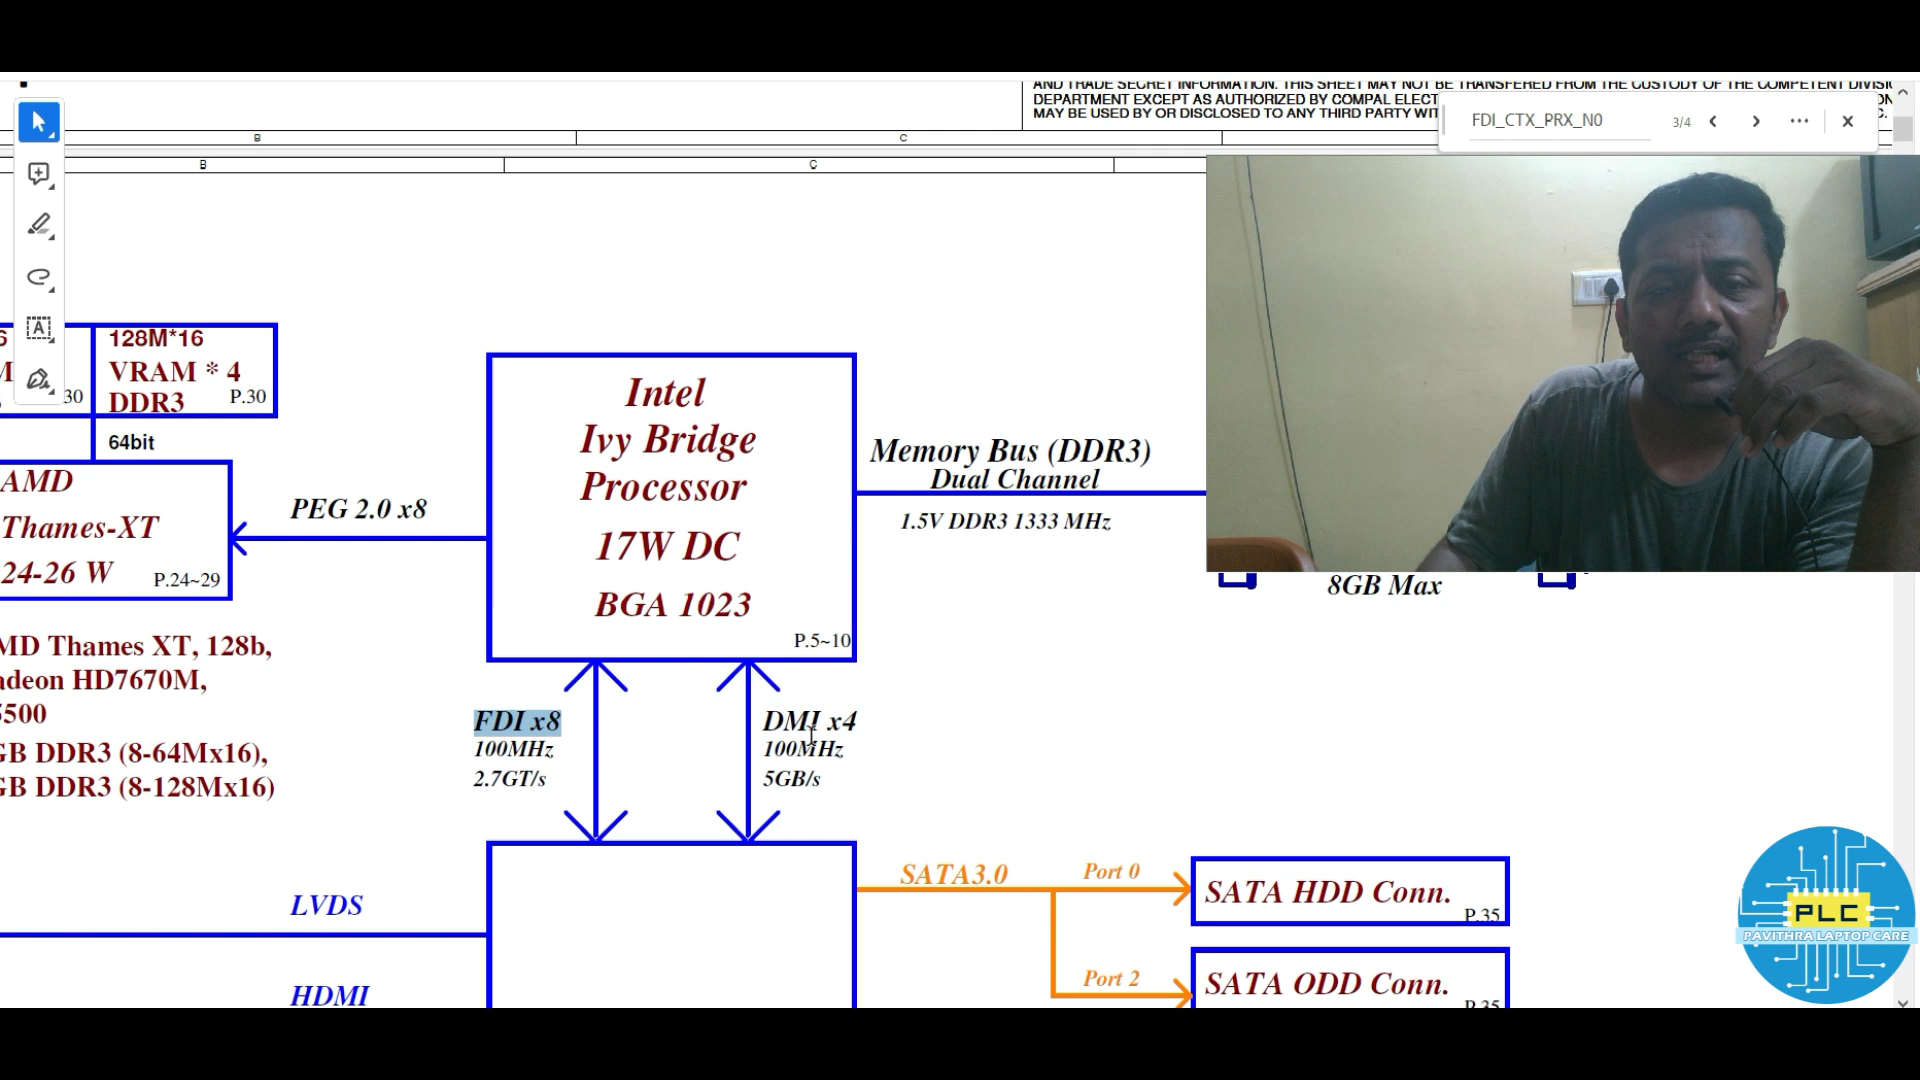 AND TRADE SECRET INFORMATION. THIS SHEET MAY NOT BE TRANSFERED FROM THE CUSTODY OF THE COMPETENT DIVISI
DEPARTMENT EXCEPT AS AUTHORIZED BY COMPAL ELECT
MAY BE USED BY OR DISCLOSED TO ANY THIRD PARTY WIT
FDI_CTX_PRX_N0
3/4
B
C
B
C
128M*16
VRAM * 4
DDR3
P.30
30
64bit
AMD
Thames-XT
24-26 W
P.24~29
PEG 2.0 x8
Intel
Ivy Bridge
Processor
17W DC
BGA 1023
P.5~10
Memory Bus (DDR3)
Dual Channel
1.5V DDR3 1333 MHz
8GB Max
MD Thames XT, 128b,
adeon HD7670M,
500
GB DDR3 (8-64Mx16),
GB DDR3 (8-128Mx16)
FDI x8
100MHz
2.7GT/s
DMI x4
100MHz
5GB/s
LVDS
HDMI
SATA3.0
Port 0
SATA HDD Conn.
P.35
Port 2
SATA ODD Conn.
P.35
PLC
PAVITHRA LAPTOP CARE